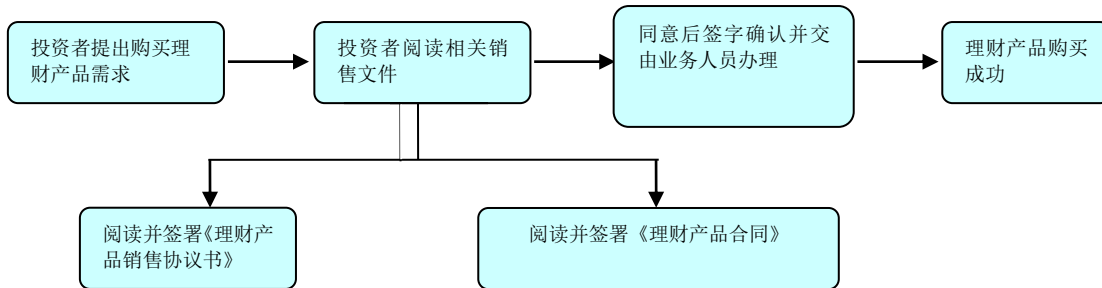 投资者提出购买理
财产品需求
投资者阅读相关销
售文件
同意后签字确认并交
由业务人员办理
理财产品购买
成功
阅读并签署《理财产
品销售协议书》
阅读并签署《理财产品合同》